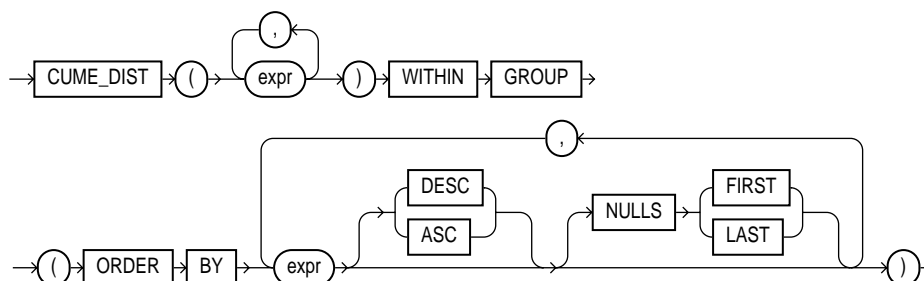 ,
CUME_DIST ( expr ) WITHIN GROUP
,
DESC FIRST
NULLS
ASC LAST
( ORDER BY expr )